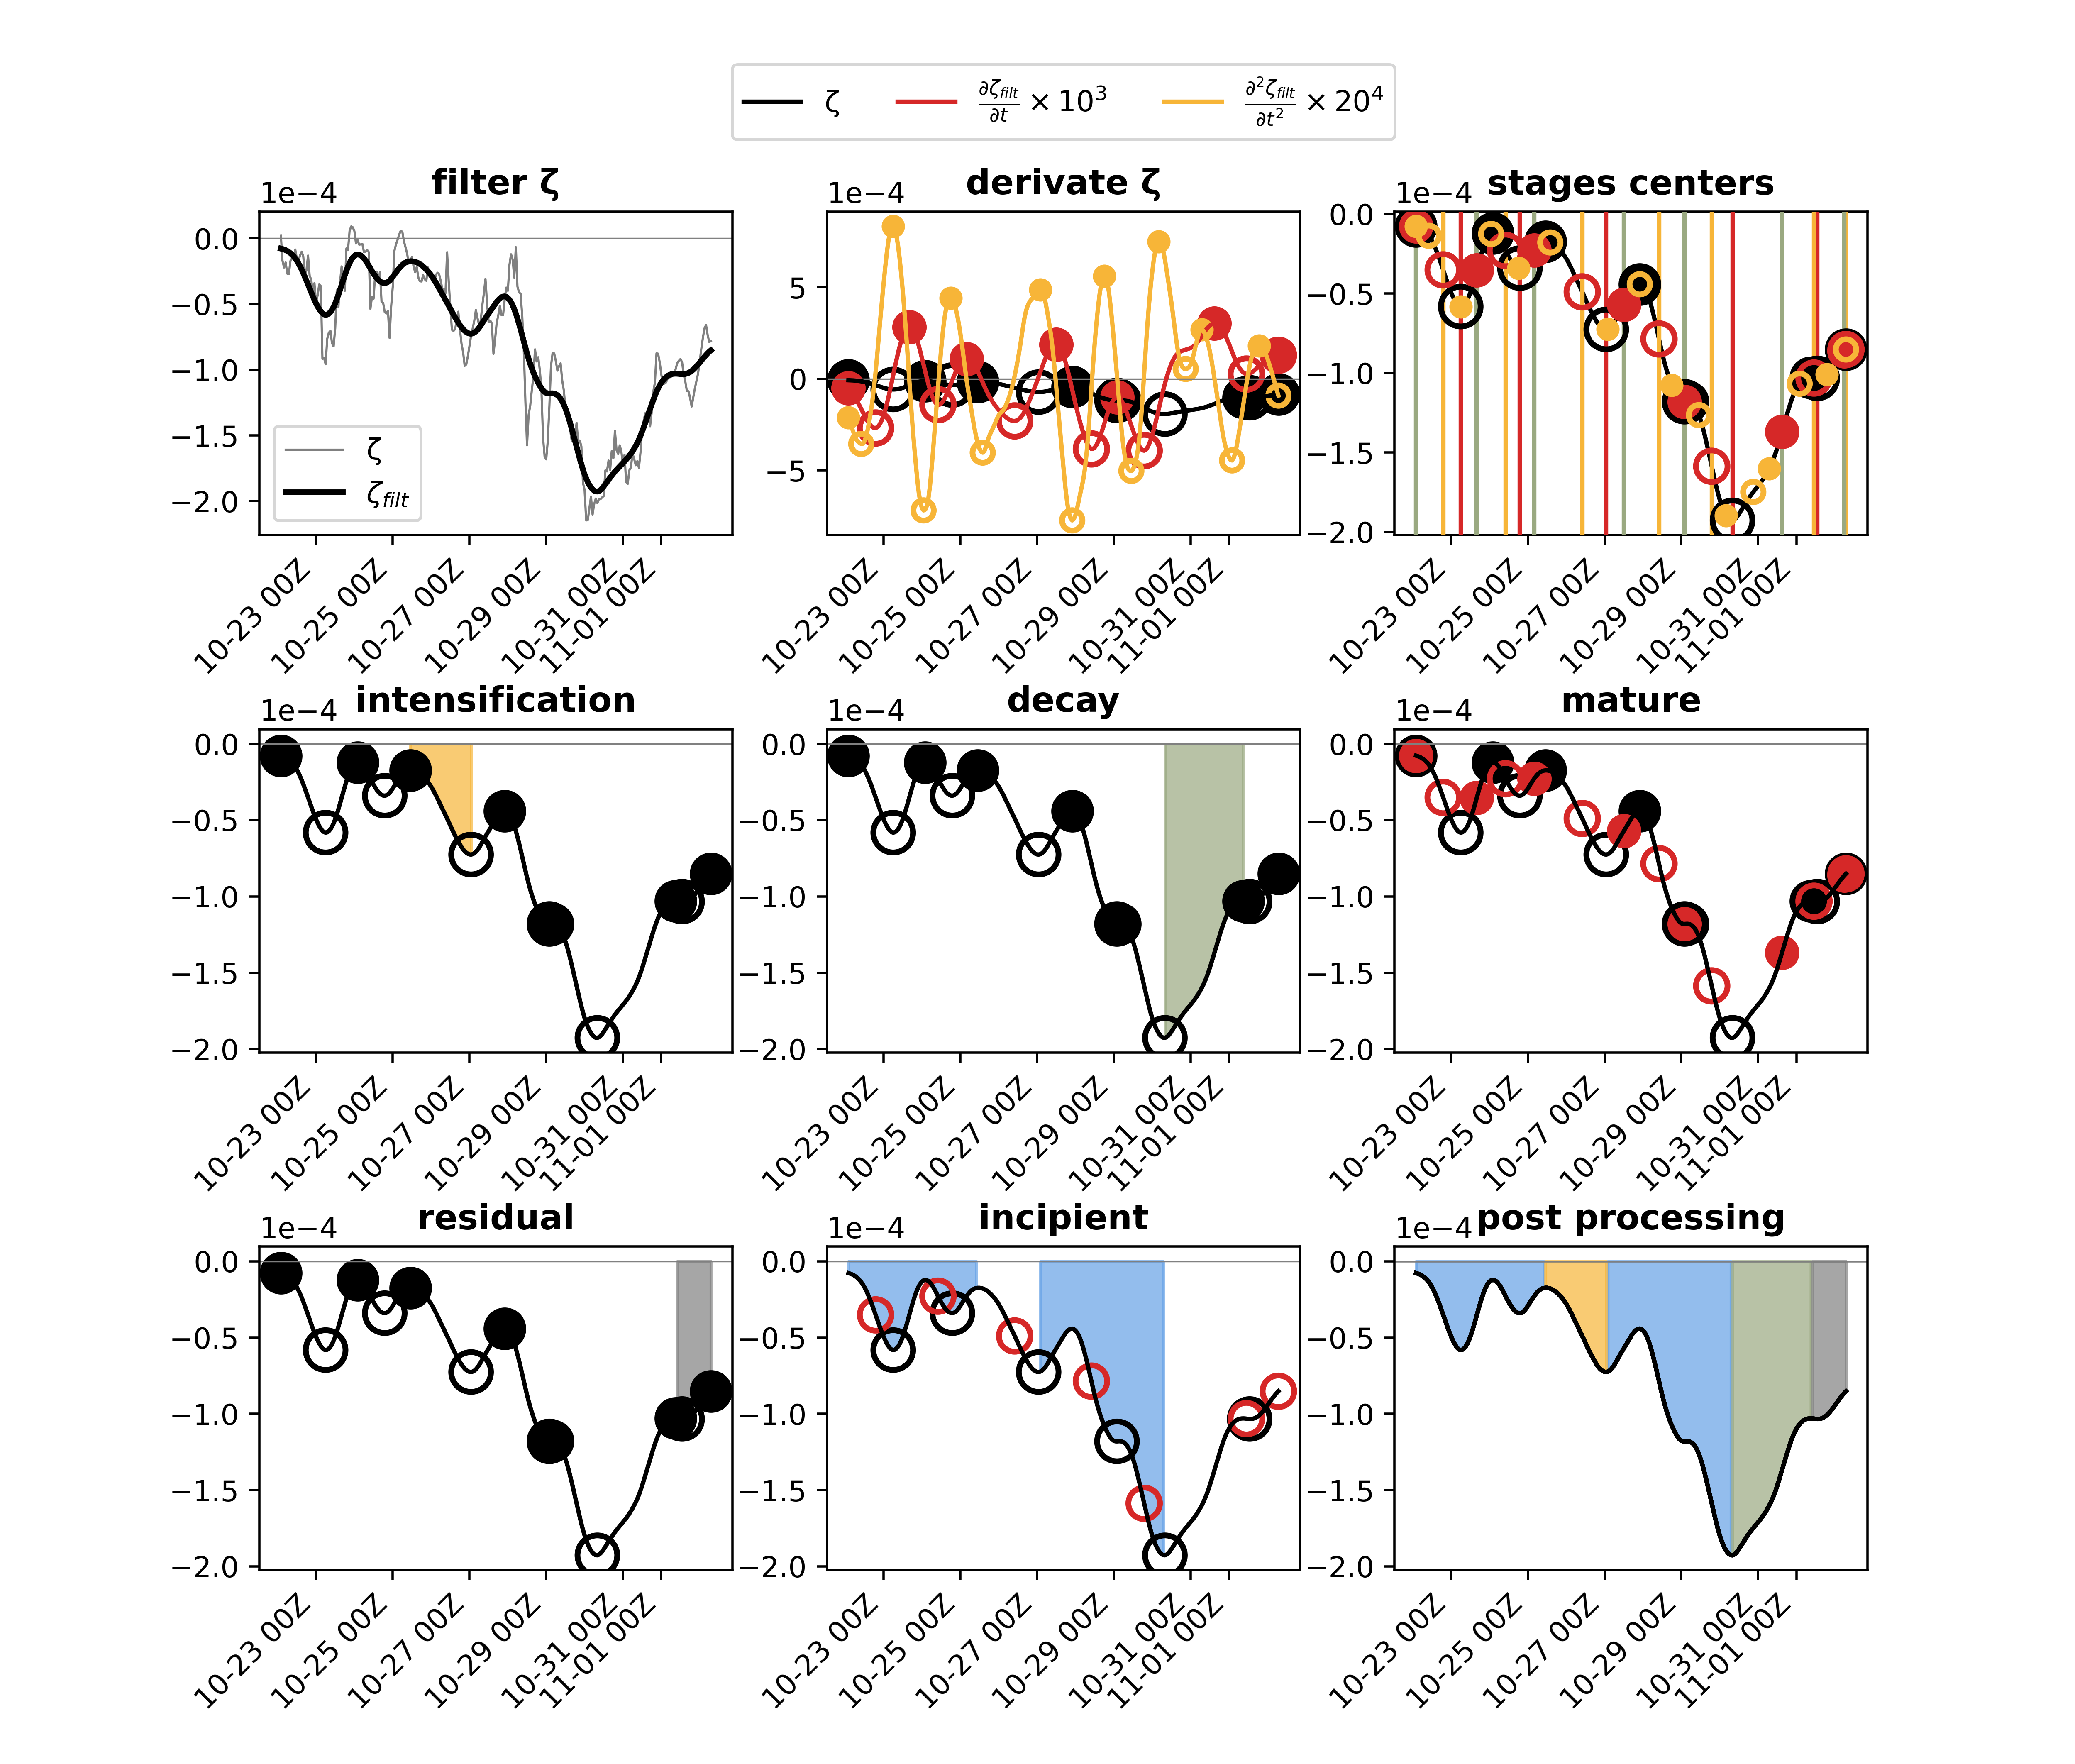 ζ ∂ζ_filt/∂t × 10³ ∂²ζ_filt/∂t² × 20⁴
filter ζ
1e−4
0.0
−0.5
−1.0
−1.5
−2.0
ζ
ζ_filt
10-23 00Z
10-25 00Z
10-27 00Z
10-29 00Z
10-31 00Z
11-01 00Z
derivate ζ
1e−4
5
0
−5
10-23 00Z
10-25 00Z
10-27 00Z
10-29 00Z
10-31 00Z
11-01 00Z
stages centers
1e−4
0.0
−0.5
−1.0
−1.5
−2.0
10-23 00Z
10-25 00Z
10-27 00Z
10-29 00Z
10-31 00Z
11-01 00Z
intensification
1e−4
0.0
−0.5
−1.0
−1.5
−2.0
10-23 00Z
10-25 00Z
10-27 00Z
10-29 00Z
10-31 00Z
11-01 00Z
decay
1e−4
0.0
−0.5
−1.0
−1.5
−2.0
10-23 00Z
10-25 00Z
10-27 00Z
10-29 00Z
10-31 00Z
11-01 00Z
mature
1e−4
0.0
−0.5
−1.0
−1.5
−2.0
10-23 00Z
10-25 00Z
10-27 00Z
10-29 00Z
10-31 00Z
11-01 00Z
residual
1e−4
0.0
−0.5
−1.0
−1.5
−2.0
10-23 00Z
10-25 00Z
10-27 00Z
10-29 00Z
10-31 00Z
11-01 00Z
incipient
1e−4
0.0
−0.5
−1.0
−1.5
−2.0
10-23 00Z
10-25 00Z
10-27 00Z
10-29 00Z
10-31 00Z
11-01 00Z
post processing
1e−4
0.0
−0.5
−1.0
−1.5
−2.0
10-23 00Z
10-25 00Z
10-27 00Z
10-29 00Z
10-31 00Z
11-01 00Z